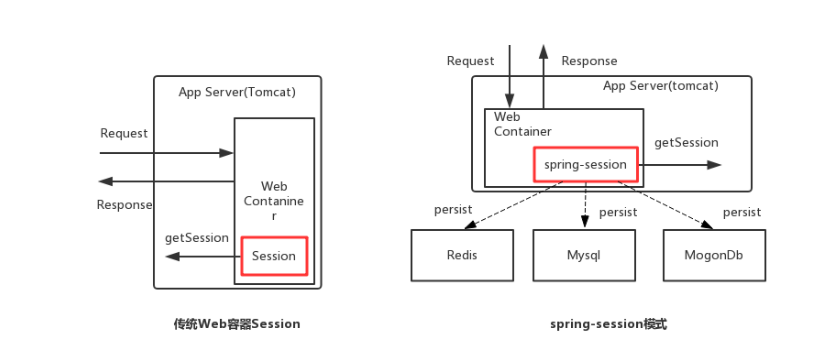 App Server(Tomcat)
Request
Response
Web
Contanine
r
getSession
Session
传统Web容器Session
Request
Response
App Server(tomcat)
Web
Container
spring-session
getSession
persist
persist
persist
Redis
Mysql
MogonDb
spring-session模式